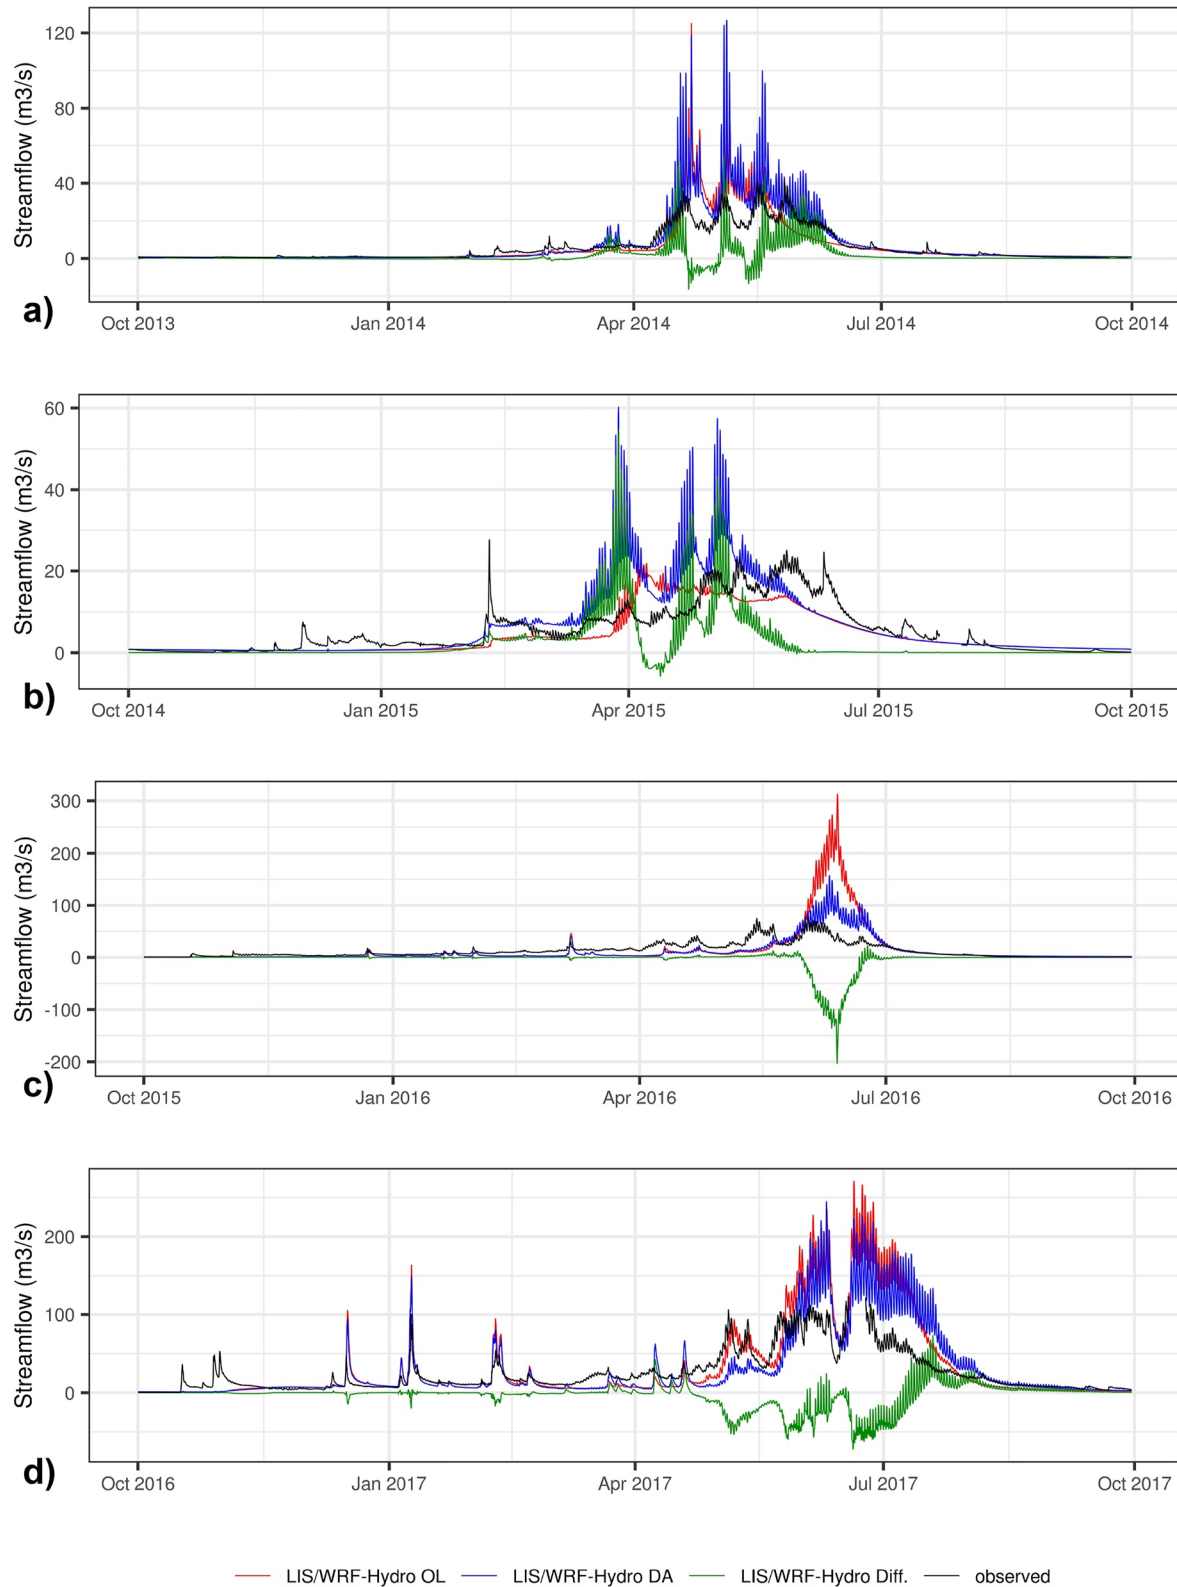 Streamflow (m3/s)
120
80
40
0
a)
Oct 2013 Jan 2014 Apr 2014 Jul 2014 Oct 2014
Streamflow (m3/s)
60
40
20
0
b)
Oct 2014 Jan 2015 Apr 2015 Jul 2015 Oct 2015
Streamflow (m3/s)
300
200
100
0
-100
-200
c)
Oct 2015 Jan 2016 Apr 2016 Jul 2016 Oct 2016
Streamflow (m3/s)
200
100
0
d)
Oct 2016 Jan 2017 Apr 2017 Jul 2017 Oct 2017
LIS/WRF-Hydro OL LIS/WRF-Hydro DA LIS/WRF-Hydro Diff. observed